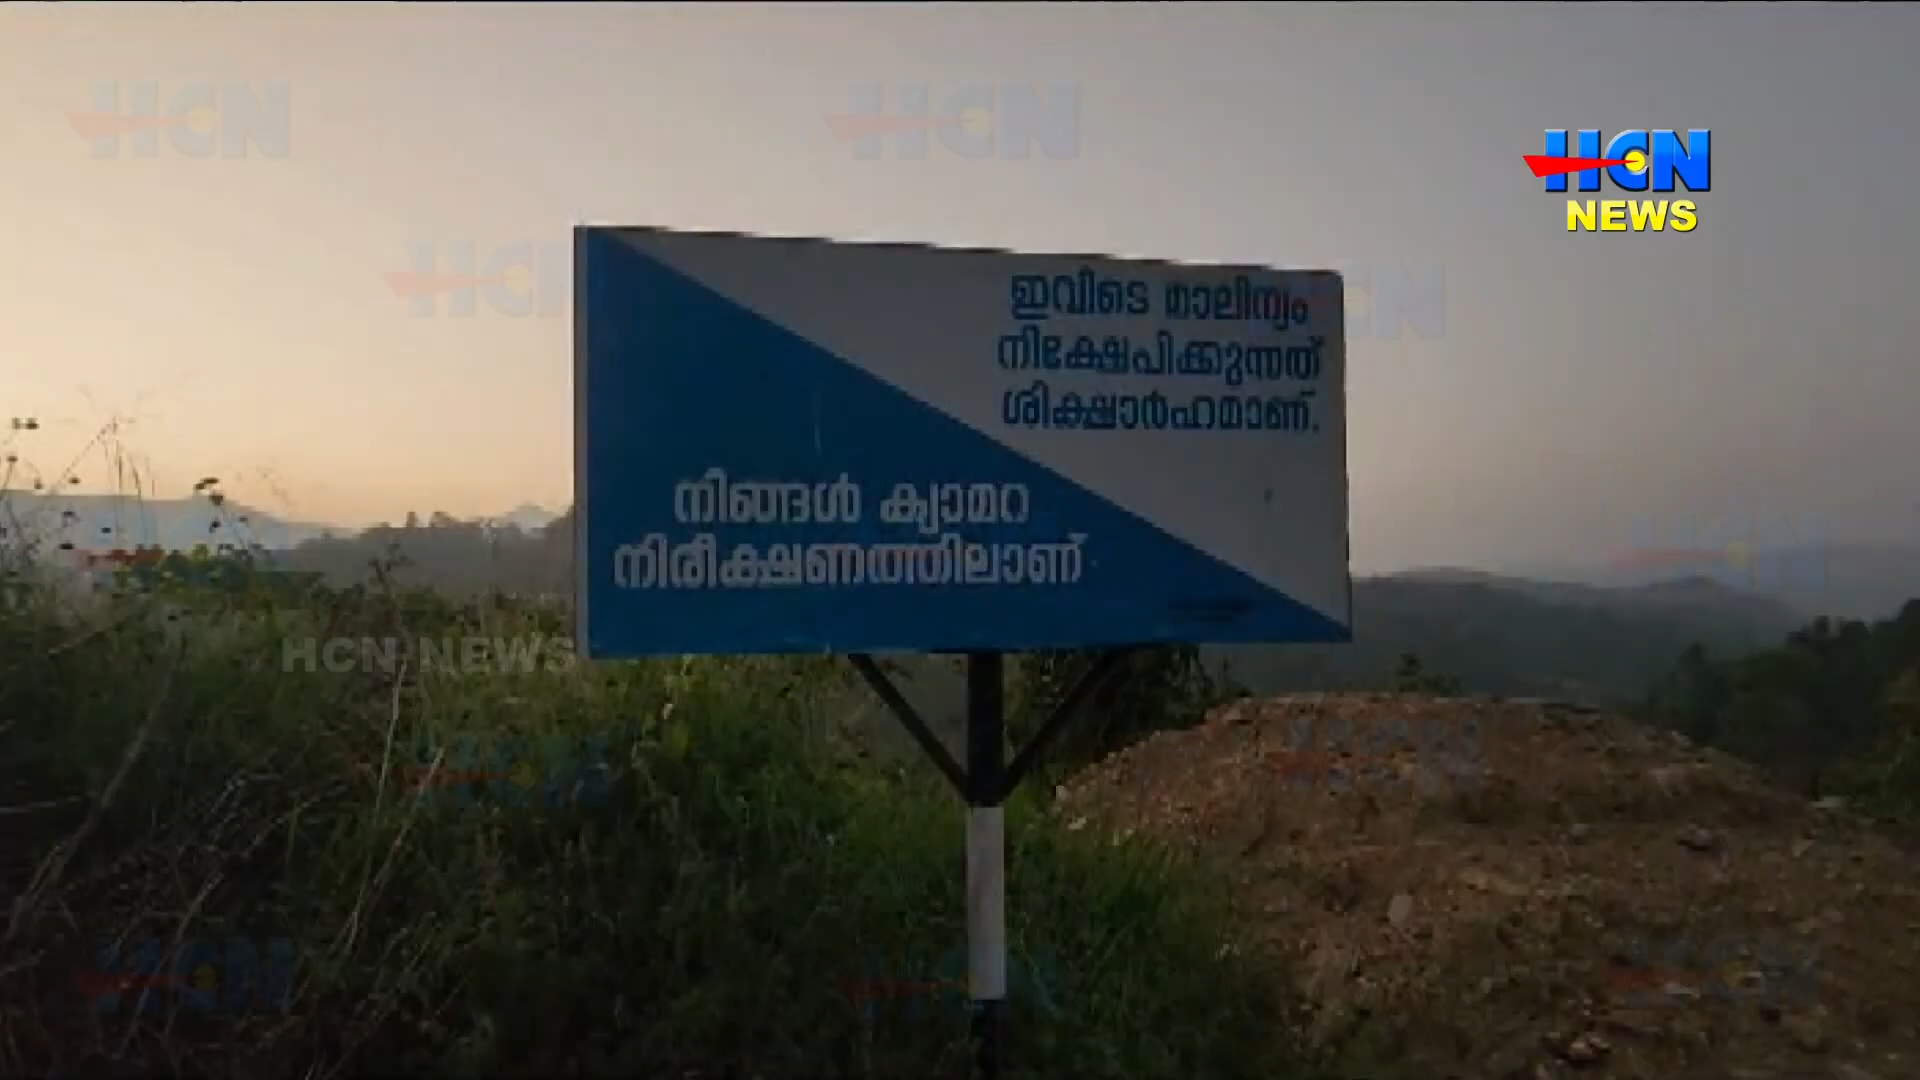 HCN
NEWS
ഇവിടെ മാലിന്യം
നിക്ഷേപിക്കുന്നത്
ശിക്ഷാർഹമാണ്.
നിങ്ങൾ ക്യാമറ
നിരീക്ഷണത്തിലാണ്
HCN NEWS